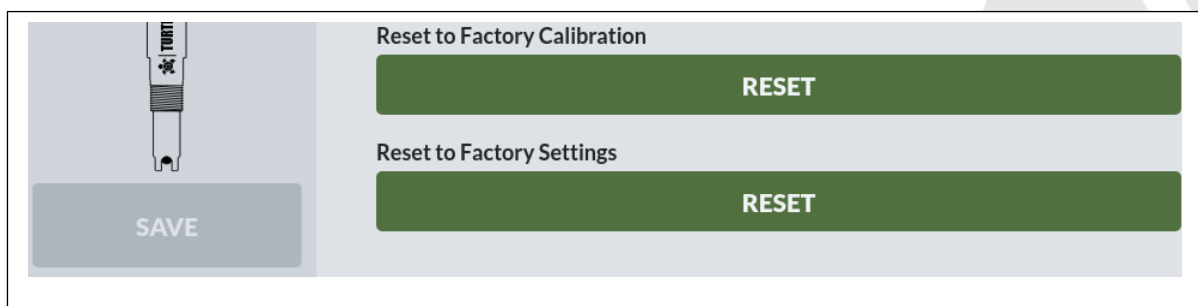 Reset to Factory Calibration
RESET
Reset to Factory Settings
RESET
SAVE